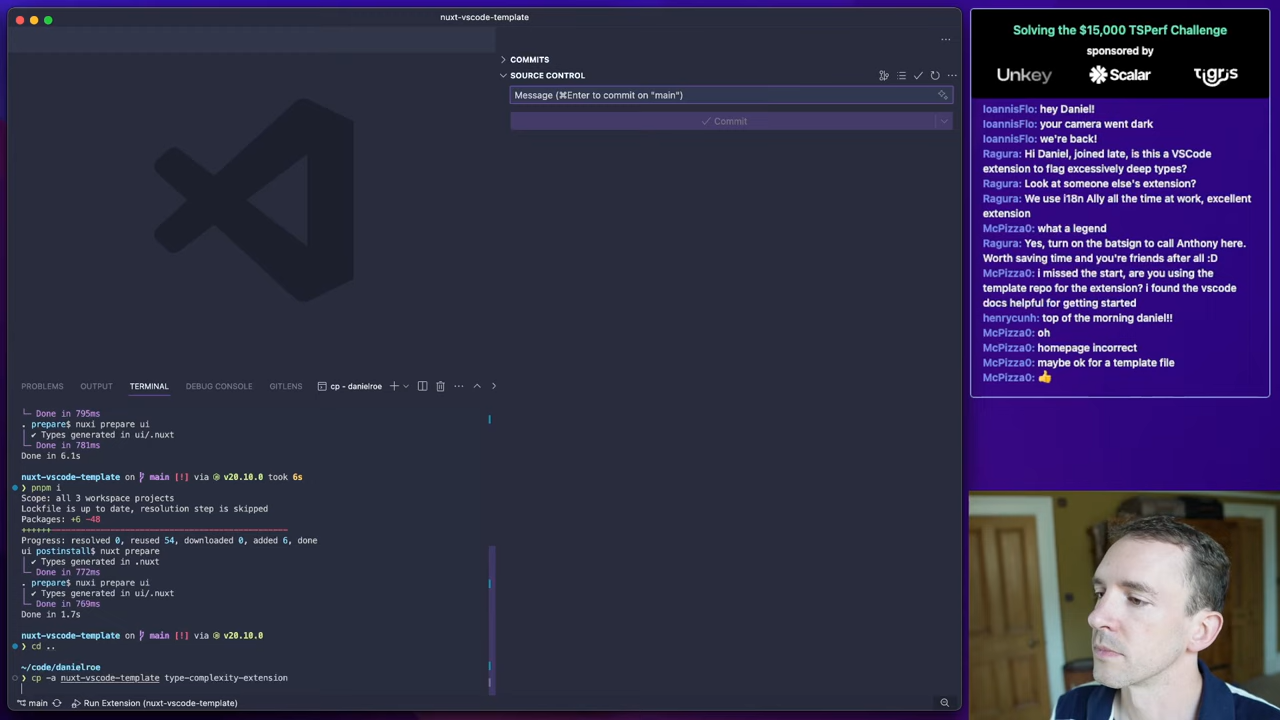 nuxt-vscode-template
COMMITS
SOURCE CONTROL
Message (⌘Enter to commit on "main")
Commit
PROBLEMS OUTPUT TERMINAL DEBUG CONSOLE GITLENS cp - danielroe
└─ Done in 795ms
. prepare$ nuxi prepare ui
│ ✔ Types generated in ui/.nuxt
└─ Done in 781ms
Done in 6.1s
nuxt-vscode-template on main [!] via v20.10.0 took 6s
❯ pnpm i
Scope: all 3 workspace projects
Lockfile is up to date, resolution step is skipped
Packages: +6 -48
++++++------------------------------------------------
Progress: resolved 0, reused 54, downloaded 0, added 6, done
ui postinstall$ nuxt prepare
│ ✔ Types generated in .nuxt
└─ Done in 772ms
. prepare$ nuxi prepare ui
│ ✔ Types generated in ui/.nuxt
└─ Done in 769ms
Done in 1.7s
nuxt-vscode-template on main [!] via v20.10.0
❯ cd ..
~/code/danielroe
❯ cp -a nuxt-vscode-template type-complexity-extension
main Run Extension (nuxt-vscode-template)
Solving the $15,000 TSPerf Challenge
sponsored by
Unkey Scalar tigris
IoannisFlo: hey Daniel!
IoannisFlo: your camera went dark
IoannisFlo: we're back!
Ragura: Hi Daniel, joined late, is this a VSCode
extension to flag excessively deep types?
Ragura: Look at someone else's extension?
Ragura: We use i18n Ally all the time at work, excellent
extension
McPizza0: what a legend
Ragura: Yes, turn on the batsign to call Anthony here.
Worth saving time and you're friends after all :D
McPizza0: i missed the start, are you using the
template repo for the extension? i found the vscode
docs helpful for getting started
henrycunh: top of the morning daniel!!
McPizza0: oh
McPizza0: homepage incorrect
McPizza0: maybe ok for a template file
McPizza0: 👍